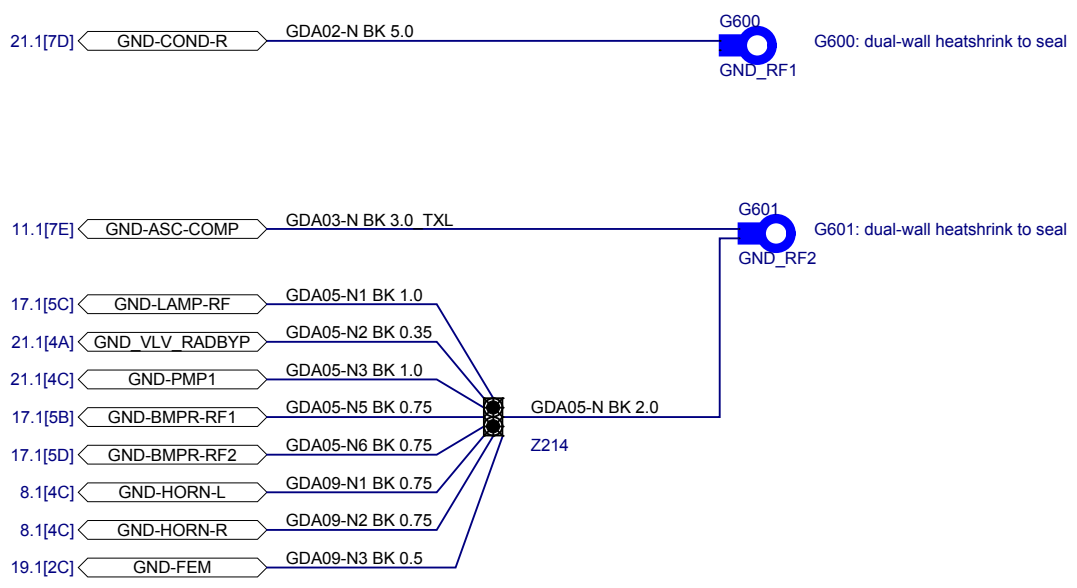 G600
21.1[7D] GND-COND-R GDA02-N BK 5.0 G600: dual-wall heatshrink to seal
GND_RF1
G601
11.1[7E] GND-ASC-COMP GDA03-N BK 3.0_TXL G601: dual-wall heatshrink to seal
GND_RF2
17.1[5C] GND-LAMP-RF GDA05-N1 BK 1.0
21.1[4A] GND_VLV_RADBYP GDA05-N2 BK 0.35
21.1[4C] GND-PMP1 GDA05-N3 BK 1.0
17.1[5B] GND-BMPR-RF1 GDA05-N5 BK 0.75 GDA05-N BK 2.0
17.1[5D] GND-BMPR-RF2 GDA05-N6 BK 0.75 Z214
8.1[4C] GND-HORN-L GDA09-N1 BK 0.75
8.1[4C] GND-HORN-R GDA09-N2 BK 0.75
19.1[2C] GND-FEM GDA09-N3 BK 0.5